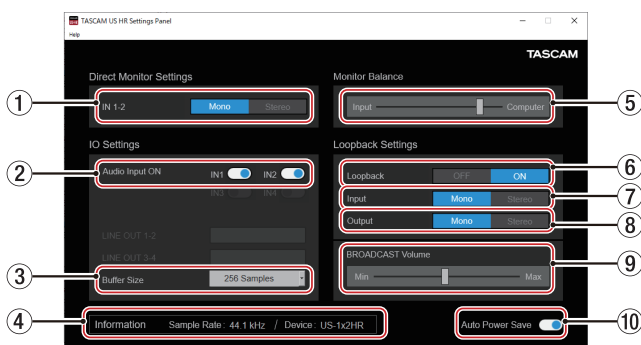 TASCAM US HR Settings Panel
Help
TASCAM
Direct Monitor Settings
Monitor Balance
① IN 1-2 Mono Stereo
Input Computer ⑤
IO Settings
Loopback Settings
② Audio Input ON IN1 IN2
IN3 IN4
Loopback OFF ON ⑥
Input Mono Stereo ⑦
Output Mono Stereo ⑧
LINE OUT 1-2
LINE OUT 3-4
③ Buffer Size 256 Samples
BROADCAST Volume
Min Max ⑨
④ Information Sample Rate : 44.1 kHz / Device : US-1x2HR
Auto Power Save ⑩